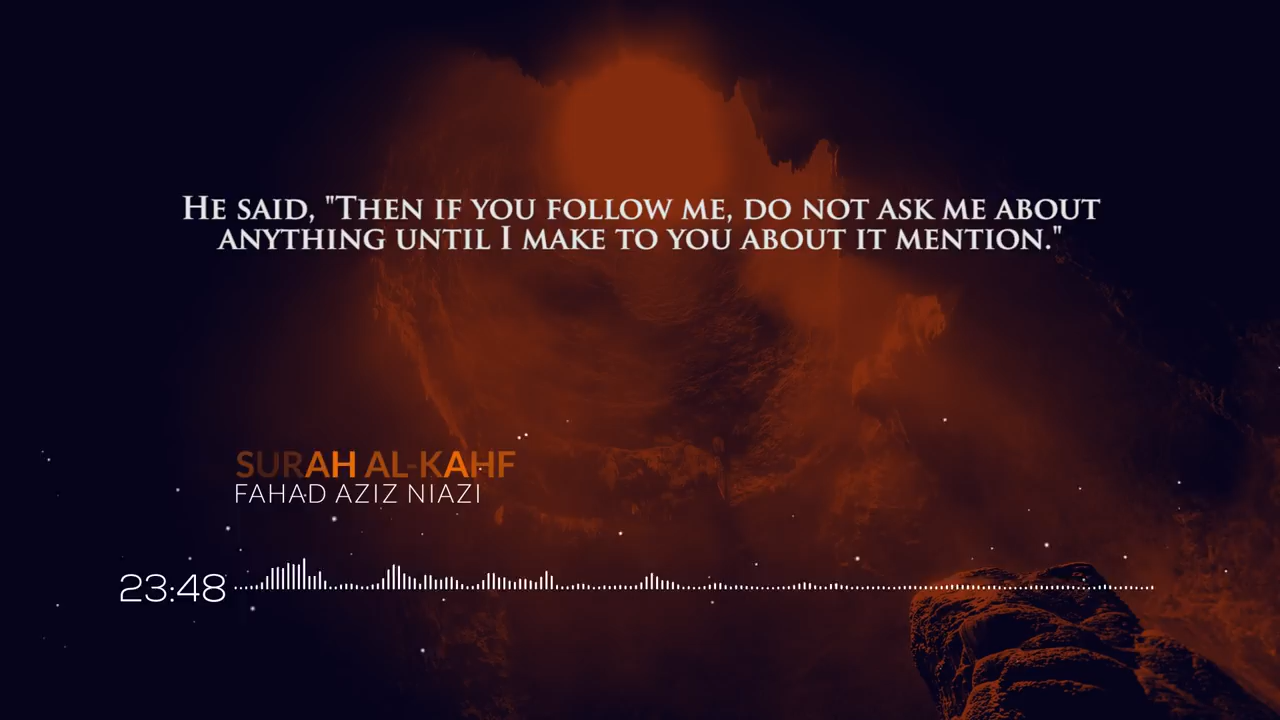 He said, "Then if you follow me, do not ask me about
anything until I make to you about it mention."
SURAH AL-KAHF
FAHAD AZIZ NIAZI
23:48